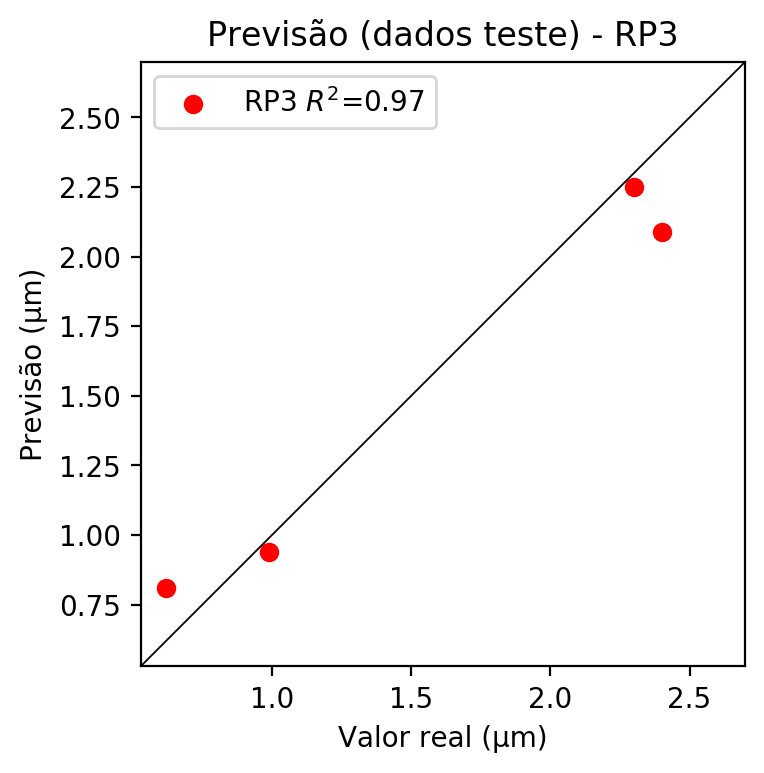 Previsão (dados teste) - RP3
RP3 R²=0.97
2.50
2.25
2.00
1.75
1.50
1.25
1.00
0.75
Previsão (µm)
1.0 1.5 2.0 2.5
Valor real (µm)